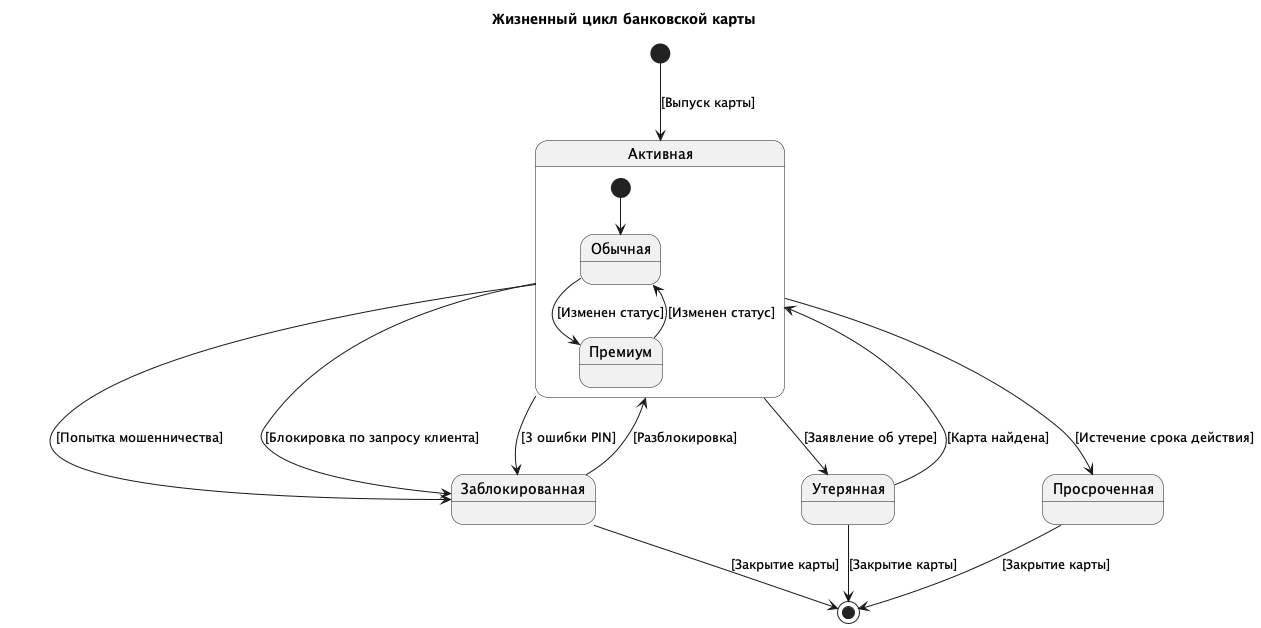 Жизненный цикл банковской карты
[Выпуск карты]
Активная
Обычная
[Изменен статус]
[Изменен статус]
Премиум
[Попытка мошенничества]
[Блокировка по запросу клиента]
[3 ошибки PIN]
[Разблокировка]
[Заявление об утере]
[Карта найдена]
[Истечение срока действия]
Заблокированная
Утерянная
Просроченная
[Закрытие карты]
[Закрытие карты]
[Закрытие карты]